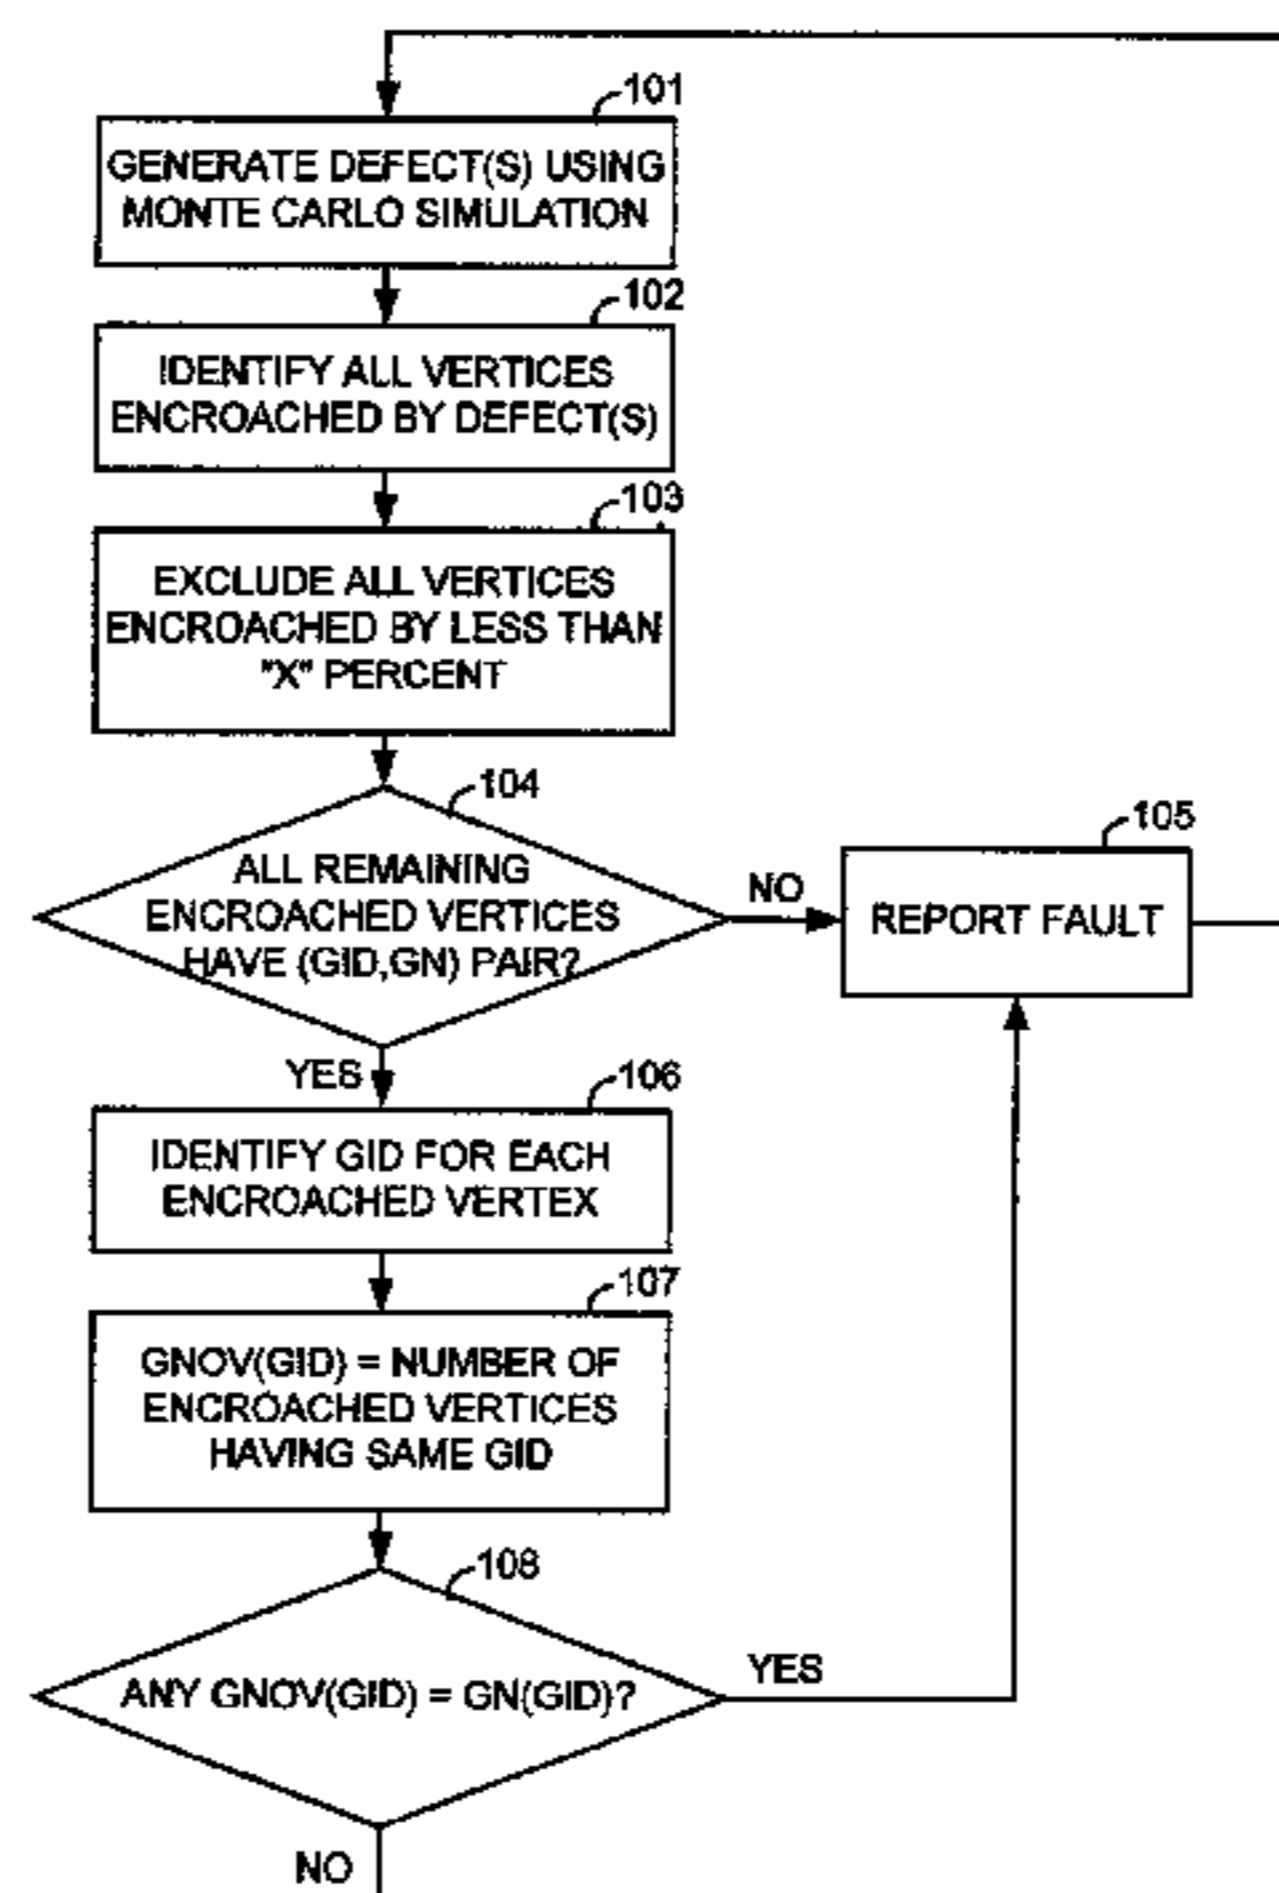 101
GENERATE DEFECT(S) USING
MONTE CARLO SIMULATION
102
IDENTIFY ALL VERTICES
ENCROACHED BY DEFECT(S)
103
EXCLUDE ALL VERTICES
ENCROACHED BY LESS THAN
"X" PERCENT
104
ALL REMAINING
ENCROACHED VERTICES
HAVE (GID,GN) PAIR?
NO
105
REPORT FAULT
YES
106
IDENTIFY GID FOR EACH
ENCROACHED VERTEX
107
GNOV(GID) = NUMBER OF
ENCROACHED VERTICES
HAVING SAME GID
108
ANY GNOV(GID) = GN(GID)?
YES
NO